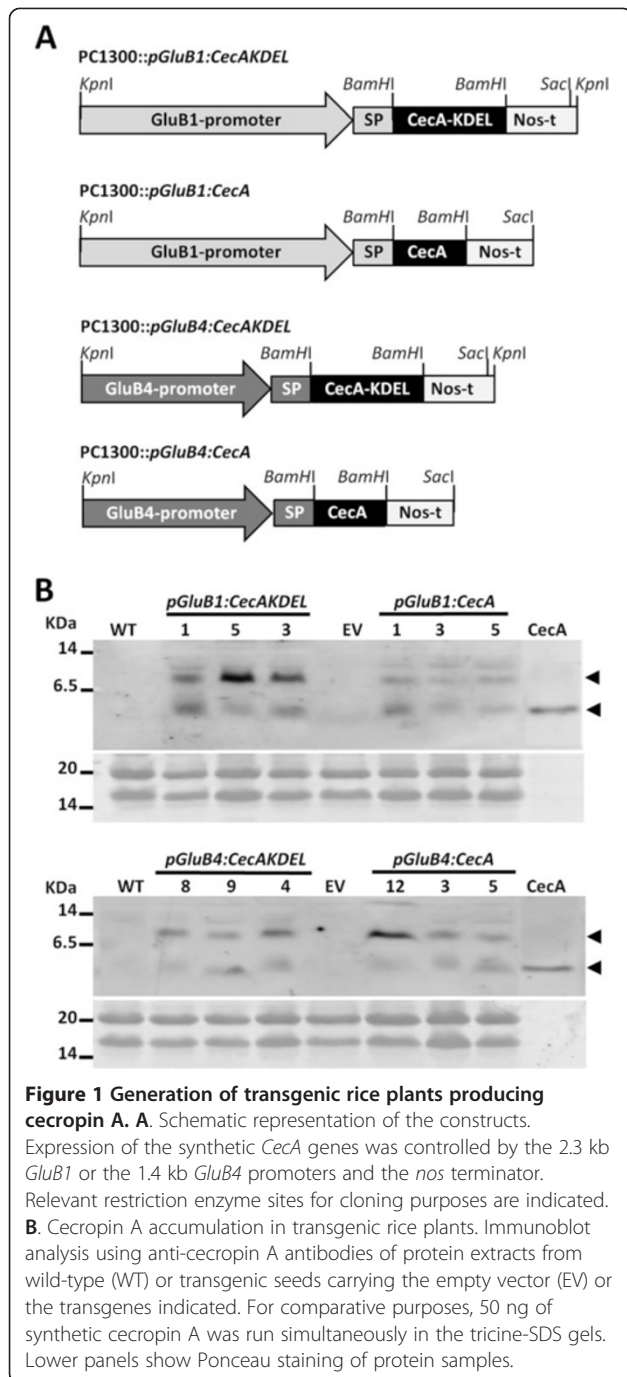 A
PC1300::pGluB1:CecAKDEL
KpnI BamHI BamHI SacI KpnI
GluB1-promoter SP CecA-KDEL Nos-t
PC1300::pGluB1:CecA
KpnI BamHI BamHI SacI
GluB1-promoter SP CecA Nos-t
PC1300::pGluB4:CecAKDEL
KpnI BamHI BamHI SacI KpnI
GluB4-promoter SP CecA-KDEL Nos-t
PC1300::pGluB4:CecA
KpnI BamHI BamHI SacI
GluB4-promoter SP CecA Nos-t
B
pGluB1:CecAKDEL pGluB1:CecA
KDa WT 1 5 3 EV 1 3 5 CecA
14
6.5
20
14
pGluB4:CecAKDEL pGluB4:CecA
KDa WT 8 9 4 EV 12 3 5 CecA
14
6.5
20
14
Figure 1 Generation of transgenic rice plants producing
cecropin A. A. Schematic representation of the constructs.
Expression of the synthetic CecA genes was controlled by the 2.3 kb
GluB1 or the 1.4 kb GluB4 promoters and the nos terminator.
Relevant restriction enzyme sites for cloning purposes are indicated.
B. Cecropin A accumulation in transgenic rice plants. Immunoblot
analysis using anti-cecropin A antibodies of protein extracts from
wild-type (WT) or transgenic seeds carrying the empty vector (EV) or
the transgenes indicated. For comparative purposes, 50 ng of
synthetic cecropin A was run simultaneously in the tricine-SDS gels.
Lower panels show Ponceau staining of protein samples.